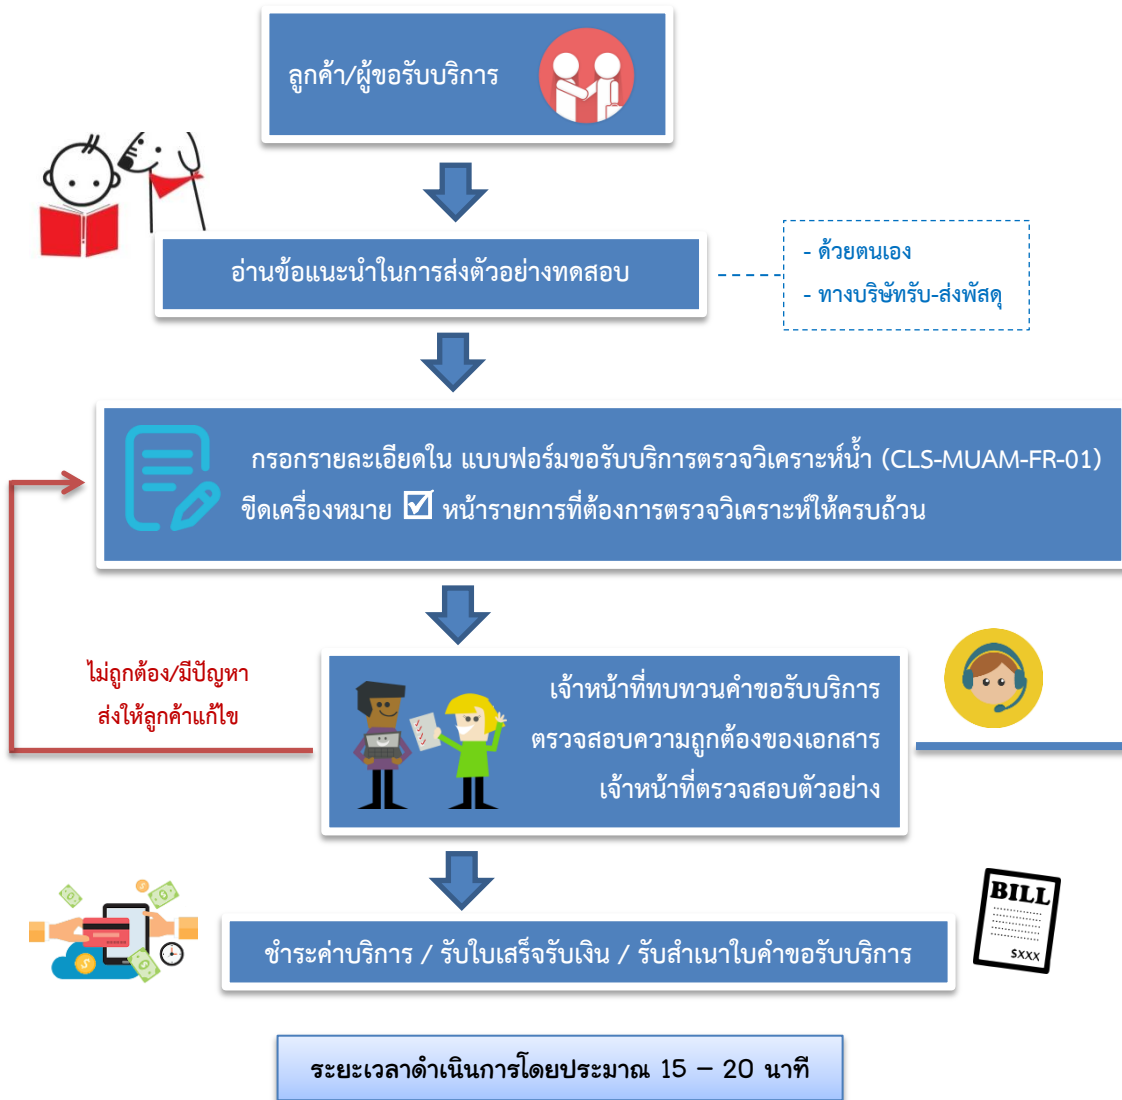 ลูกค้า/ผู้ขอรับบริการ
อ่านข้อแนะนำในการส่งตัวอย่างทดสอบ
- ด้วยตนเอง
- ทางบริษัทรับ-ส่งพัสดุ
กรอกรายละเอียดใน แบบฟอร์มขอรับบริการตรวจวิเคราะห์น้ำ (CLS-MUAM-FR-01)
ขีดเครื่องหมาย ☑ หน้ารายการที่ต้องการตรวจวิเคราะห์ให้ครบถ้วน
ไม่ถูกต้อง/มีปัญหา
ส่งให้ลูกค้าแก้ไข
เจ้าหน้าที่ทบทวนคำขอรับบริการ
ตรวจสอบความถูกต้องของเอกสาร
เจ้าหน้าที่ตรวจสอบตัวอย่าง
BILL
$XXX
ชำระค่าบริการ / รับใบเสร็จรับเงิน / รับสำเนาใบคำขอรับบริการ
ระยะเวลาดำเนินการโดยประมาณ 15 – 20 นาที